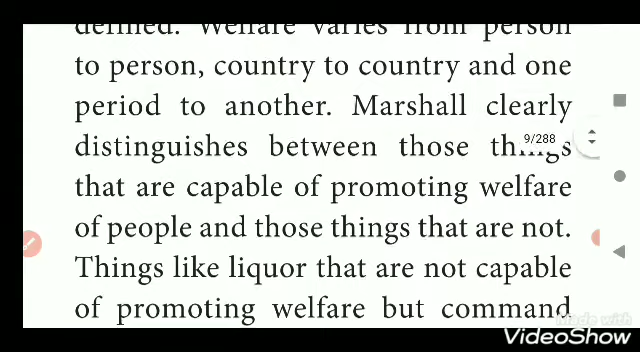 defined. Welfare varies from person
to person, country to country and one
period to another. Marshall clearly
distinguishes between those things
that are capable of promoting welfare
of people and those things that are not.
Things like liquor that are not capable
of promoting welfare but command
9/288
Made with
VideoShow